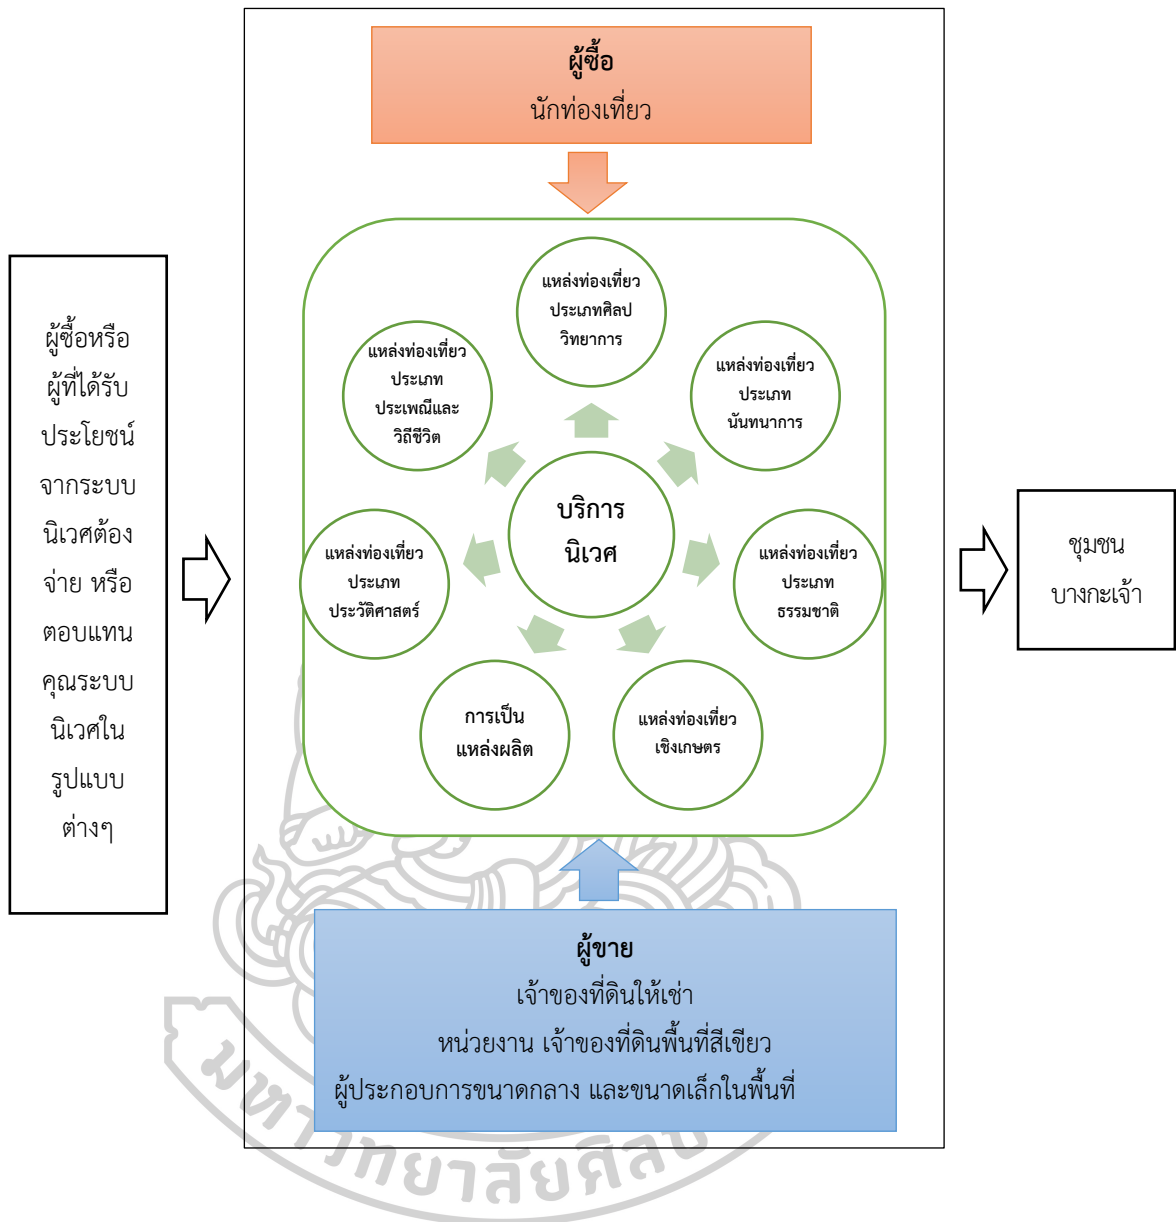 ผู้ซื้อ
นักท่องเที่ยว
ผู้ซื้อหรือ
ผู้ที่ได้รับ
ประโยชน์
จากระบบ
นิเวศต้อง
จ่าย หรือ
ตอบแทน
คุณระบบ
นิเวศใน
รูปแบบ
ต่างๆ
แหล่งท่องเที่ยว
ประเภทศิลป
วิทยาการ
แหล่งท่องเที่ยว
ประเภท
ประเพณีและ
วิถีชีวิต
แหล่งท่องเที่ยว
ประเภท
นันทนาการ
บริการ
นิเวศ
แหล่งท่องเที่ยว
ประเภท
ประวัติศาสตร์
แหล่งท่องเที่ยว
ประเภท
ธรรมชาติ
การเป็น
แหล่งผลิต
แหล่งท่องเที่ยว
เชิงเกษตร
ชุมชน
บางกะเจ้า
ผู้ขาย
เจ้าของที่ดินให้เช่า
หน่วยงาน เจ้าของที่ดินพื้นที่สีเขียว
ผู้ประกอบการขนาดกลาง และขนาดเล็กในพื้นที่